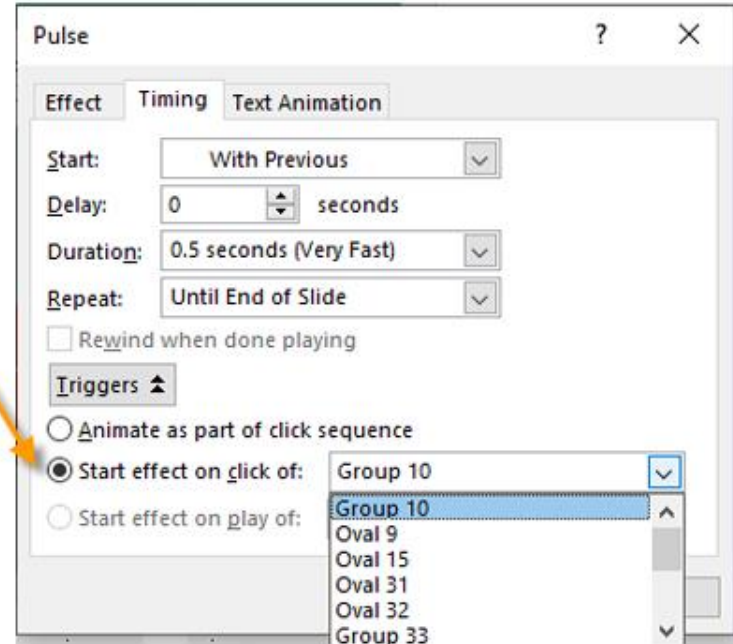 Pulse ?
Effect Timing Text Animation
Start: With Previous
Delay: 0 seconds
Duration: 0.5 seconds (Very Fast)
Repeat: Until End of Slide
Rewind when done playing
Triggers
Animate as part of click sequence
Start effect on click of: Group 10
Start effect on play of:
Group 10
Oval 9
Oval 15
Oval 31
Oval 32
Group 33